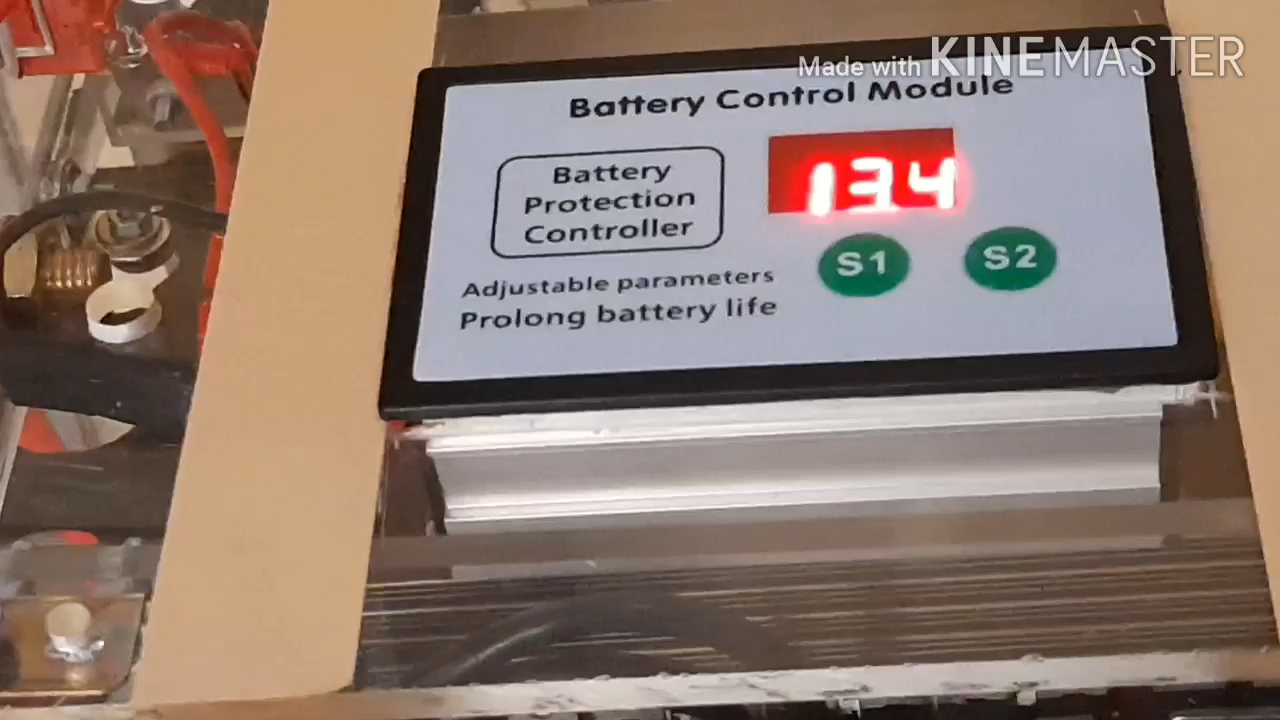 Made with KINEMASTER
Battery Control Module
Battery
Protection
Controller
134
Adjustable parameters
Prolong battery life
S1
S2